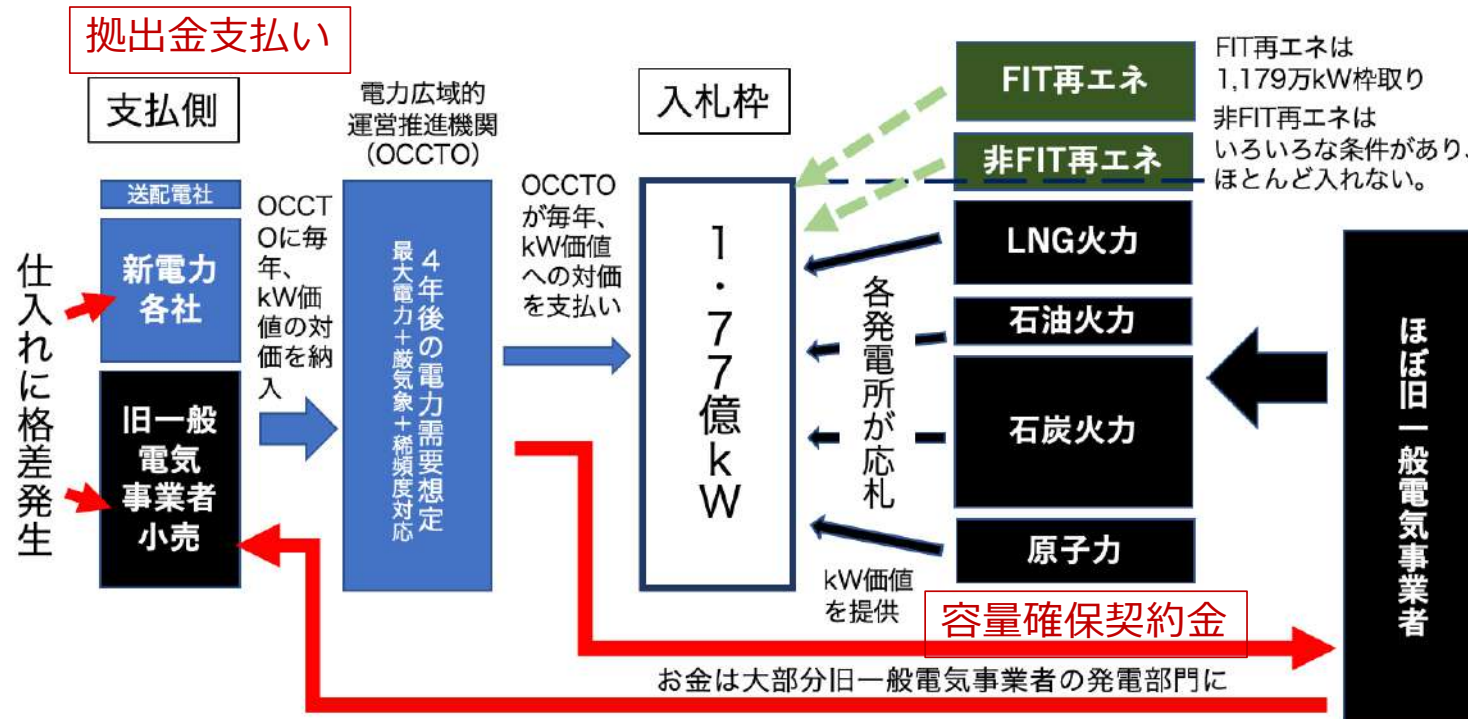 拠出金支払い
支払側
送配電社
新電力
各社
旧一般
電気
事業者
小売
仕入れに格差発生
OCCT
Oに毎
年、
kW価
値の対
価を納
入
電力広域的
運営推進機関
（OCCTO）
４年後の電力需要想定
最大電力＋厳気象＋稀頻度対応
OCCTO
が毎年、
kW価値
への対価
を支払い
入札枠
１・７７億kW
各発電所が応札
kW価値
を提供
FIT再エネ
非FIT再エネ
LNG火力
石油火力
石炭火力
原子力
FIT再エネは
1,179万kW枠取り
非FIT再エネは
いろいろな条件があり、
ほとんど入れない。
ほぼ旧一般電気事業者
容量確保契約金
お金は大部分旧一般電気事業者の発電部門に